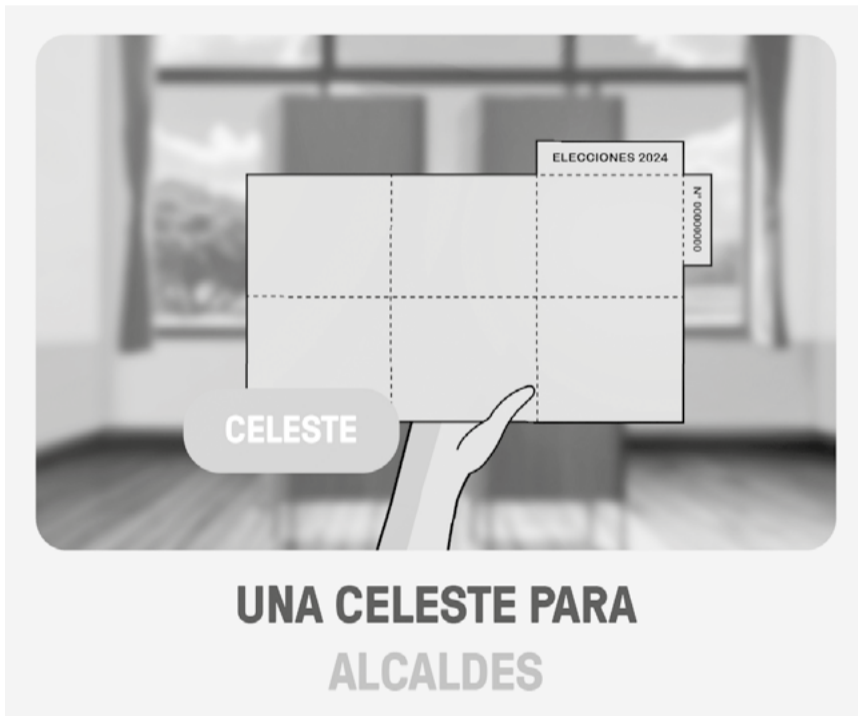 ELECCIONES 2024
N° 0000000
CELESTE
UNA CELESTE PARA
ALCALDES